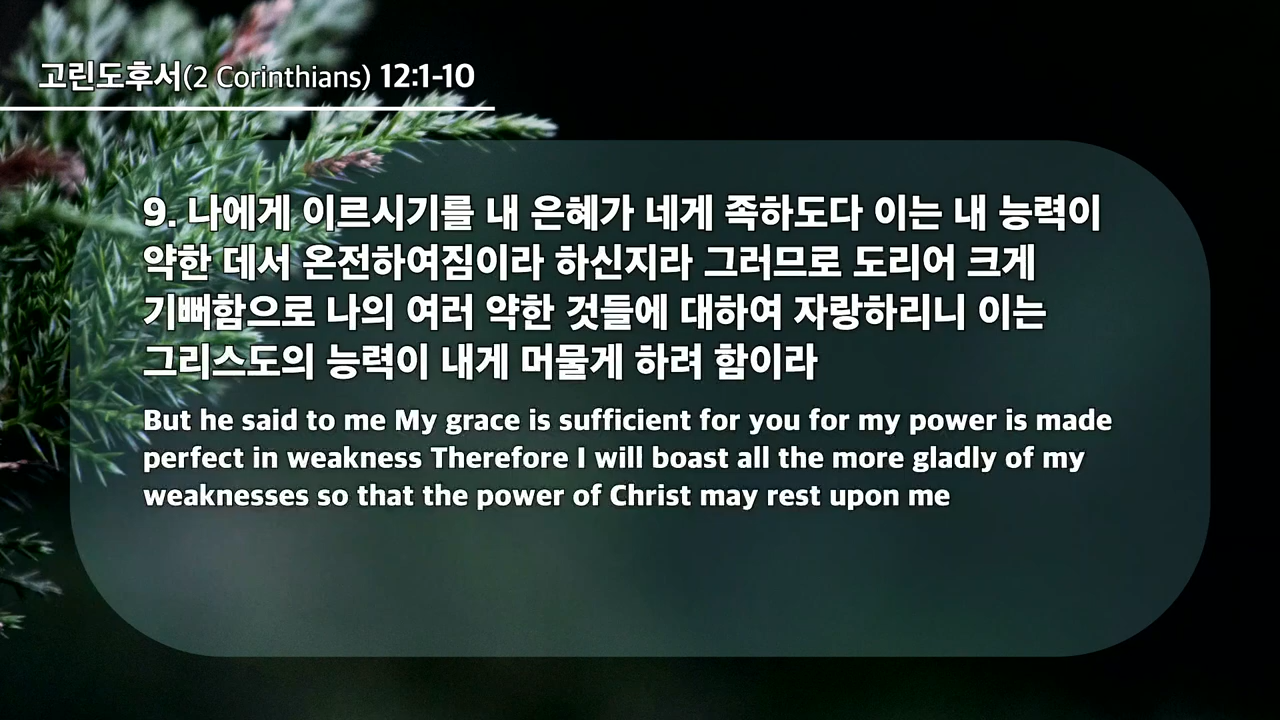 고린도후서(2 Corinthians) 12:1-10
9. 나에게 이르시기를 내 은혜가 네게 족하도다 이는 내 능력이
약한 데서 온전하여짐이라 하신지라 그러므로 도리어 크게
기뻐함으로 나의 여러 약한 것들에 대하여 자랑하리니 이는
그리스도의 능력이 내게 머물게 하려 함이라
But he said to me My grace is sufficient for you for my power is made
perfect in weakness Therefore I will boast all the more gladly of my
weaknesses so that the power of Christ may rest upon me